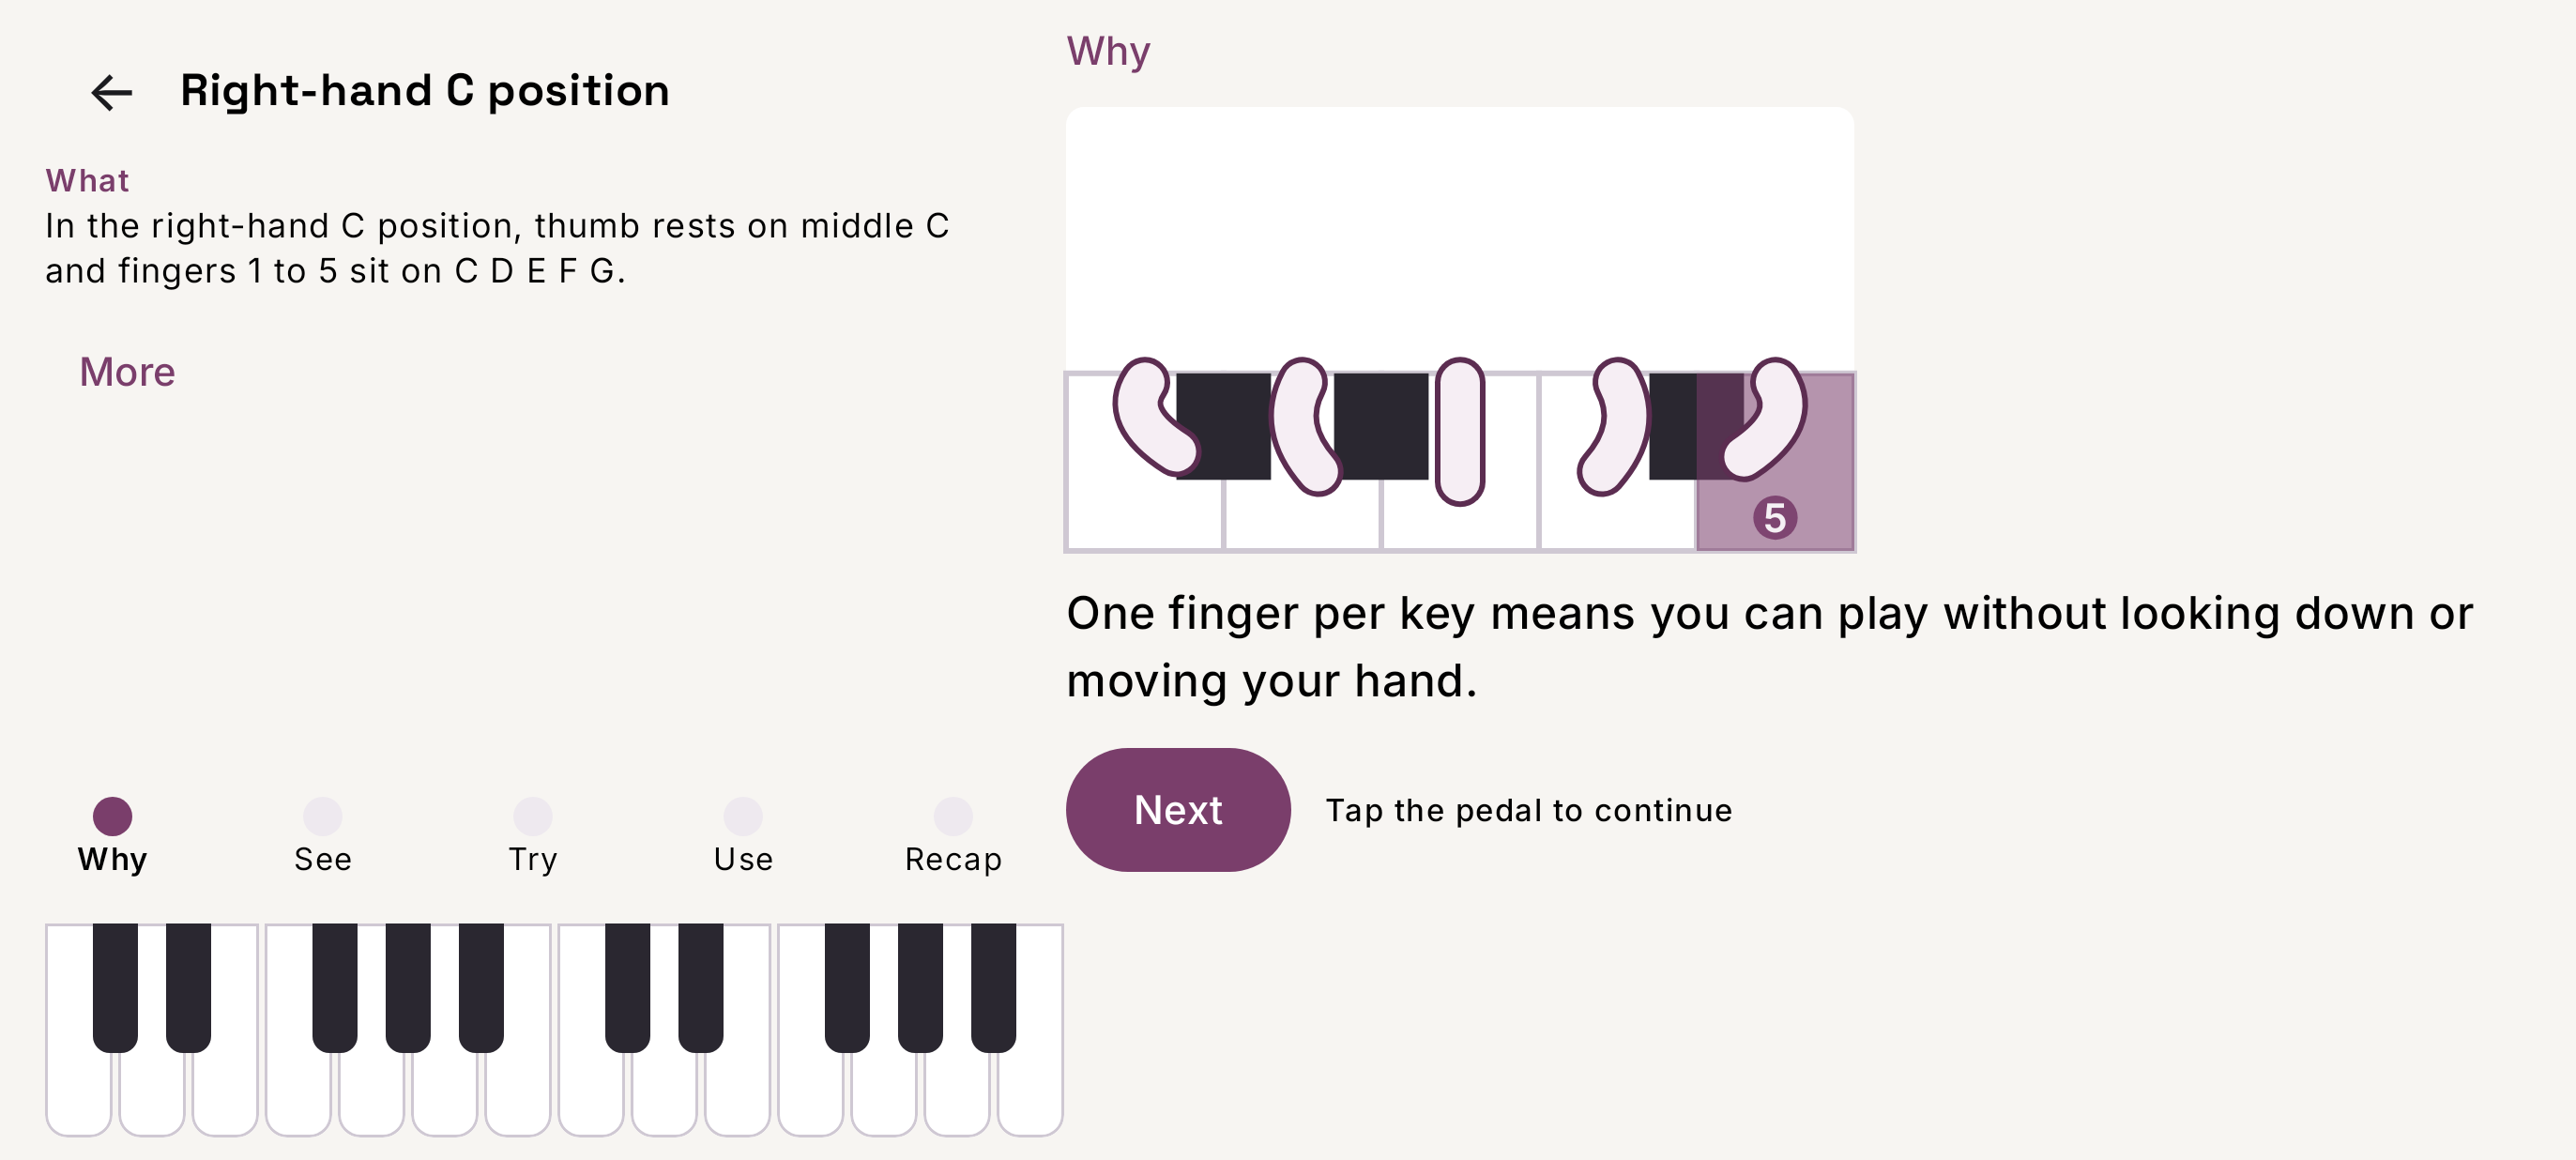 Right-hand C position
What
In the right-hand C position, thumb rests on middle C
and fingers 1 to 5 sit on C D E F G.
More
Why
See
Try
Use
Recap
Why
5
One finger per key means you can play without looking down or
moving your hand.
Next
Tap the pedal to continue